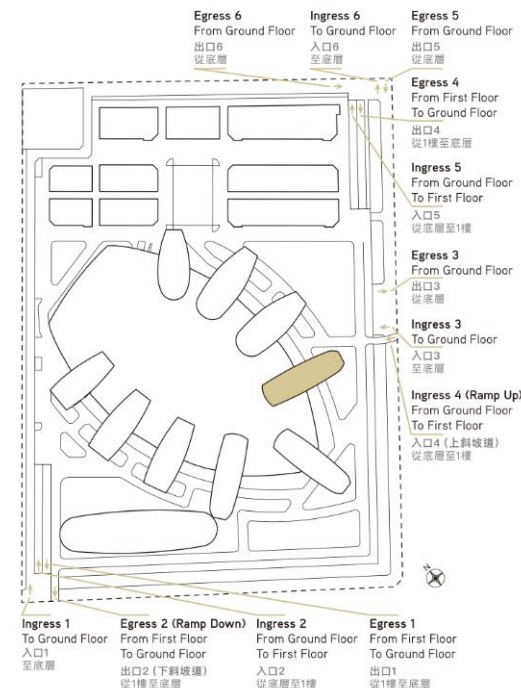 Egress 6
From Ground Floor
出口6
從底層
Ingress 6
To Ground Floor
入口6
至底層
Egress 5
From Ground Floor
出口5
從底層
Egress 4
From First Floor
To Ground Floor
出口4
從1樓至底層
Ingress 5
From Ground Floor
To First Floor
入口5
從底層至1樓
Egress 3
From Ground Floor
出口3
從底層
Ingress 3
To Ground Floor
入口3
至底層
Ingress 4 (Ramp Up)
From Ground Floor
To First Floor
入口4 (上斜坡道)
從底層至1樓
N
Ingress 1
To Ground Floor
入口1
至底層
Egress 2 (Ramp Down)
From First Floor
To Ground Floor
出口2 (下斜坡道)
從1樓至底層
Ingress 2
From Ground Floor
To First Floor
入口2
從底層至1樓
Egress 1
From First Floor
To Ground Floor
出口1
從1樓至底層